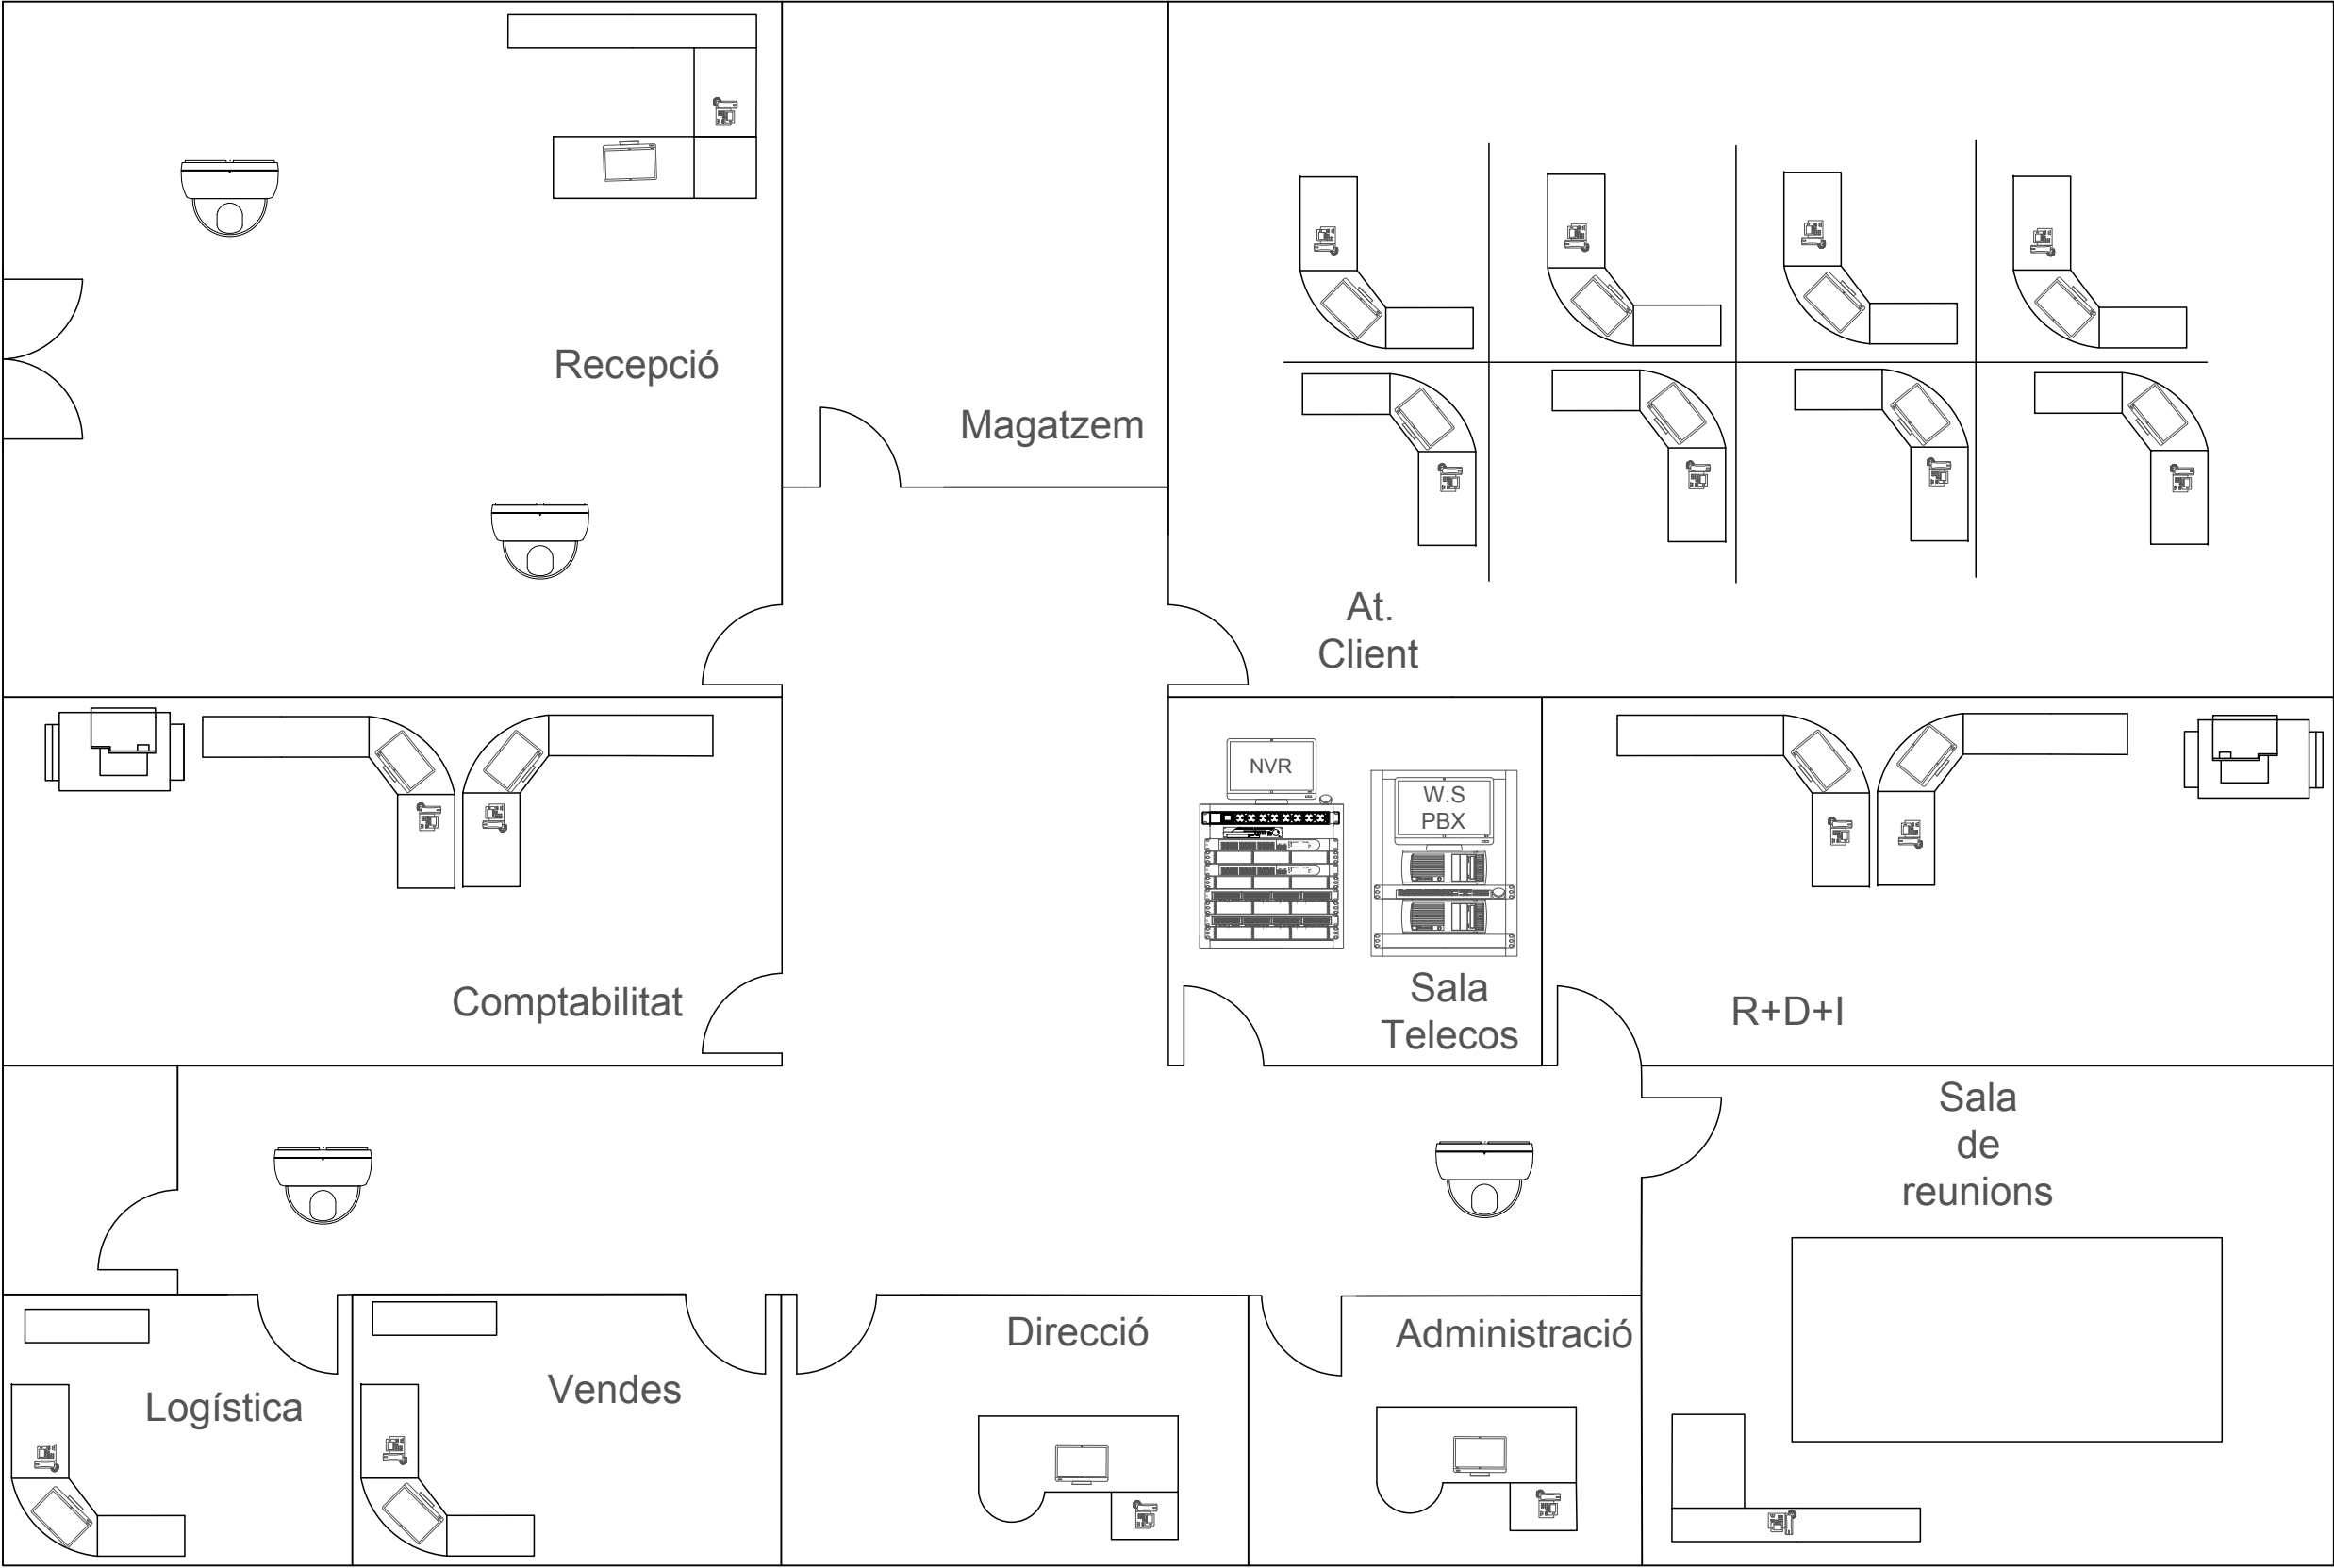 Recepció
Magatzem
At.
Client
NVR
W.S
PBX
Sala
Telecos
Comptabilitat
R+D+I
Sala
de
reunions
Direcció
Administració
Vendes
Logística